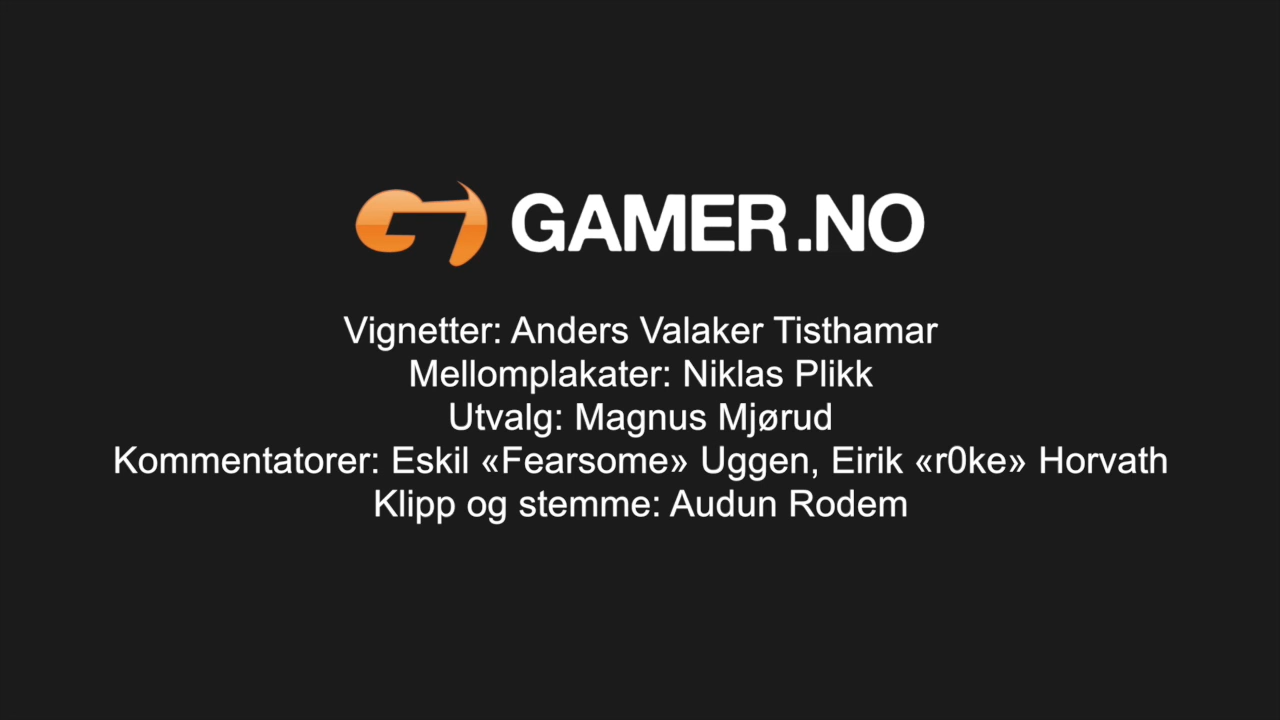 GAMER.NO
Vignetter: Anders Valaker Tisthamar
Mellomplakater: Niklas Plikk
Utvalg: Magnus Mjørud
Kommentatorer: Eskil «Fearsome» Uggen, Eirik «r0ke» Horvath
Klipp og stemme: Audun Rodem